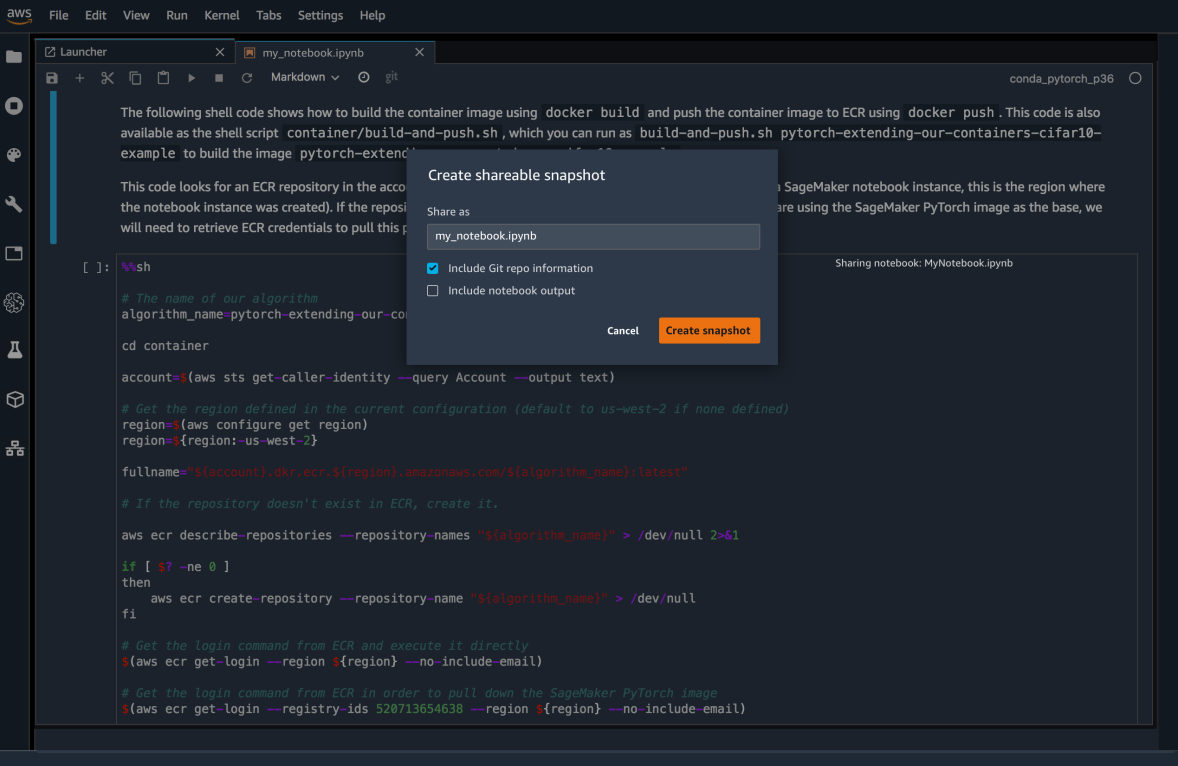 aws File Edit View Run Kernel Tabs Settings Help
Launcher
my_notebook.ipynb
Markdown
git
conda_pytorch_p36
The following shell code shows how to build the container image using docker build and push the container image to ECR using docker push. This code is also
available as the shell script container/build-and-push.sh, which you can run as build-and-push.sh pytorch-extending-our-containers-cifar10-
example to build the image
This code looks for an ECR repository in the SageMaker notebook instance, this is the region where
the notebook instance was created). If the are using the SageMaker PyTorch image as the base, we
will need to retrieve ECR credentials to pull this
Create shareable snapshot
Share as
my_notebook.ipynb
Include Git repo information
Include notebook output
Cancel Create snapshot
Sharing notebook: MyNotebook.ipynb
[ ]: %%sh
# The name of our algorithm
algorithm_name=pytorch-extending-our-
cd container
account=$(aws sts get-caller-identity --query Account --output text)
# Get the region defined in the current configuration (default to us-west-2 if none defined)
region=$(aws configure get region)
region=${region:-us-west-2}
fullname="${account}.dkr.ecr.${region}.amazonaws.com/${algorithm_name}:latest"
# If the repository doesn't exist in ECR, create it.
aws ecr describe-repositories --repository-names "${algorithm_name}" > /dev/null 2>&1
if [ $? -ne 0 ]
then
aws ecr create-repository --repository-name "${algorithm_name}" > /dev/null
fi
# Get the login command from ECR and execute it directly
$(aws ecr get-login --region ${region} --no-include-email)
# Get the login command from ECR in order to pull down the SageMaker PyTorch image
$(aws ecr get-login --registry-ids 520713654638 --region ${region} --no-include-email)